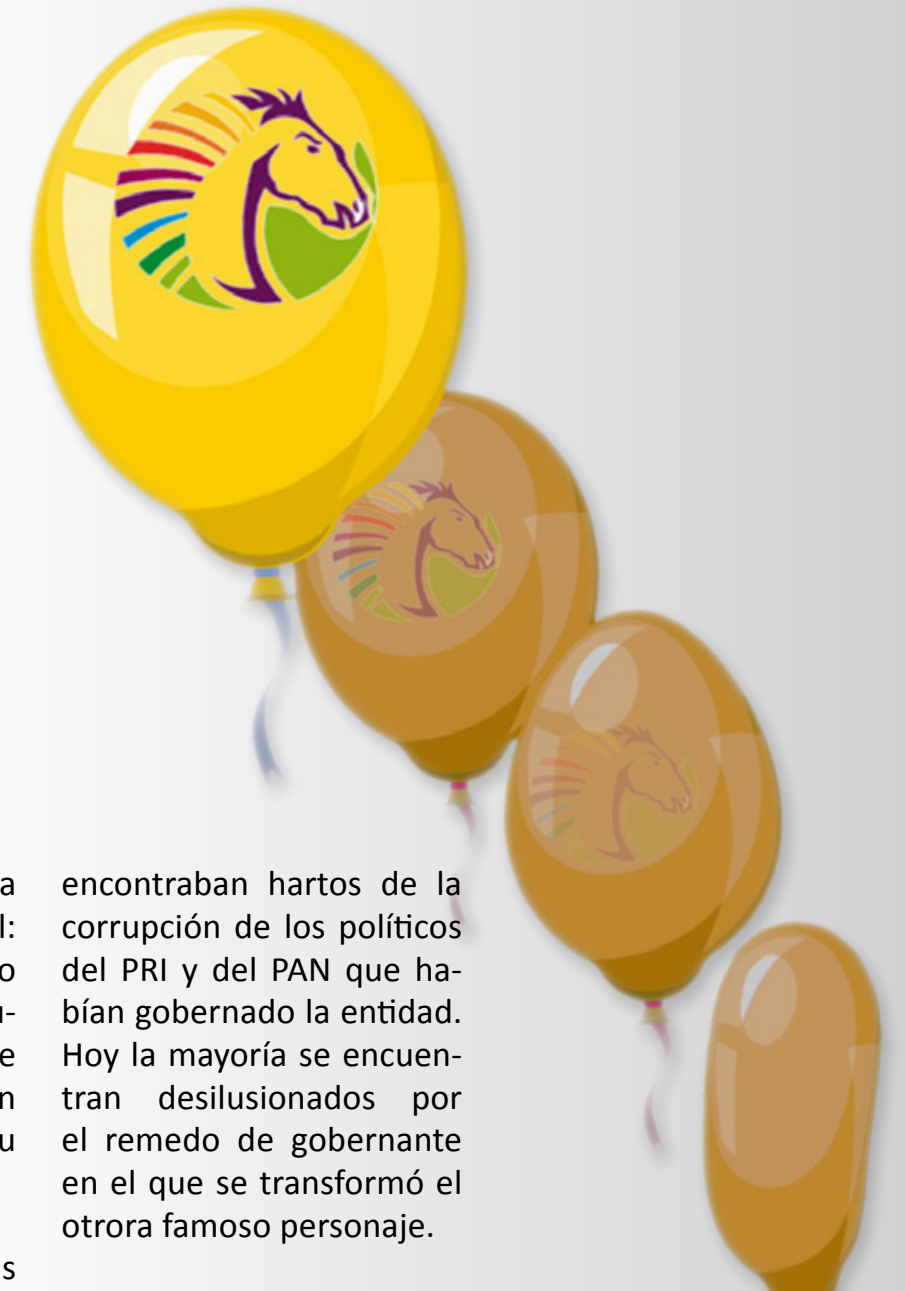 a
l:
o
u-
e
n
u
s
encontraban hartos de la
corrupción de los políticos
del PRI y del PAN que ha-
bían gobernado la entidad.
Hoy la mayoría se encuen-
tran desilusionados por
el remedo de gobernante
en el que se transformó el
otrora famoso personaje.